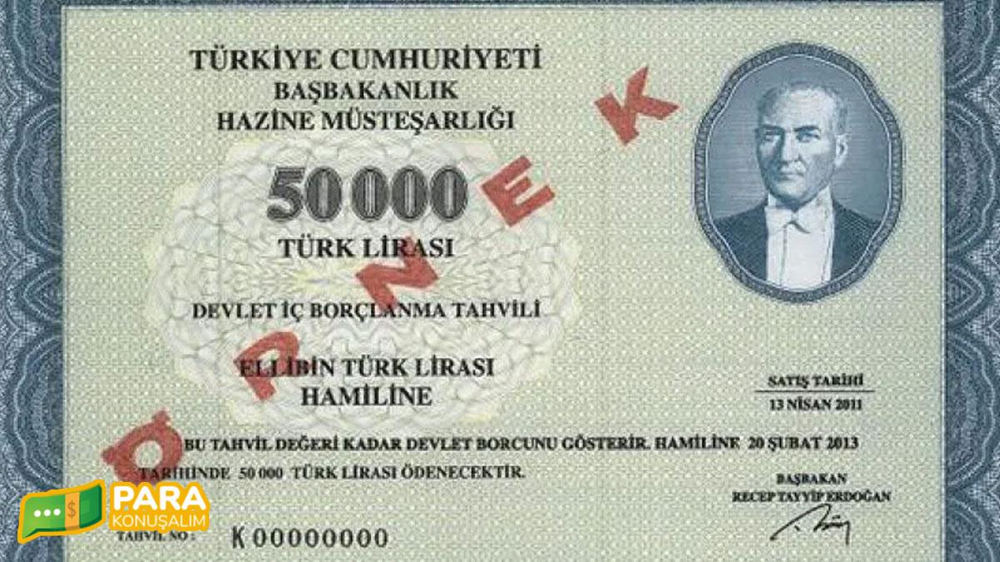 TÜRKİYE CUMHURİYETİ
BAŞBAKANLIK
HAZİNE MÜSTEŞARLIĞI
50 000
TÜRK LİRASI
DEVLET İÇ BORÇLANMA TAHVİLİ
ELLİBİN TÜRK LİRASI
HAMİLİNE
ÖRNEK
SATIŞ TARİHİ
13 NİSAN 2011
BU TAHVİL DEĞERİ KADAR DEVLET BORCUNU GÖSTERİR. HAMİLİNE 20 ŞUBAT 2013
TARİHİNDE 50 000 TÜRK LİRASI ÖDENECEKTİR.
BAŞBAKAN
RECEP TAYYİP ERDOĞAN
PARA
KONUŞALIM
TAHVİL NO :
K00000000